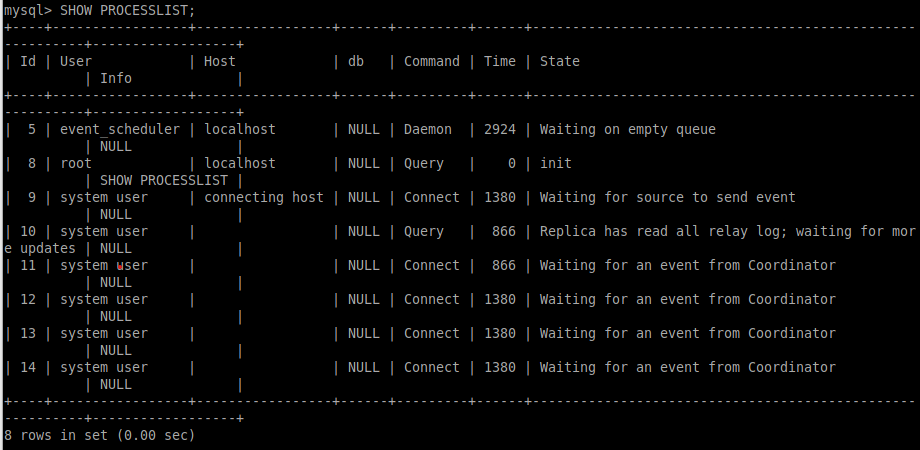 mysql> SHOW PROCESSLIST;
+----+-----------------+-----------------+------+---------+------+------------------------------------------------
----------+------------------+
| Id | User            | Host            | db   | Command | Time | State
          | Info             |
+----+-----------------+-----------------+------+---------+------+------------------------------------------------
----------+------------------+
|  5 | event_scheduler | localhost       | NULL | Daemon  | 2924 | Waiting on empty queue
          | NULL             |
|  8 | root            | localhost       | NULL | Query   |    0 | init
          | SHOW PROCESSLIST |
|  9 | system user     | connecting host | NULL | Connect | 1380 | Waiting for source to send event
          | NULL             |
| 10 | system user     |                 | NULL | Query   |  866 | Replica has read all relay log; waiting for mor
e updates | NULL             |
| 11 | system user     |                 | NULL | Connect |  866 | Waiting for an event from Coordinator
          | NULL             |
| 12 | system user     |                 | NULL | Connect | 1380 | Waiting for an event from Coordinator
          | NULL             |
| 13 | system user     |                 | NULL | Connect | 1380 | Waiting for an event from Coordinator
          | NULL             |
| 14 | system user     |                 | NULL | Connect | 1380 | Waiting for an event from Coordinator
          | NULL             |
+----+-----------------+-----------------+------+---------+------+------------------------------------------------
----------+------------------+
8 rows in set (0.00 sec)